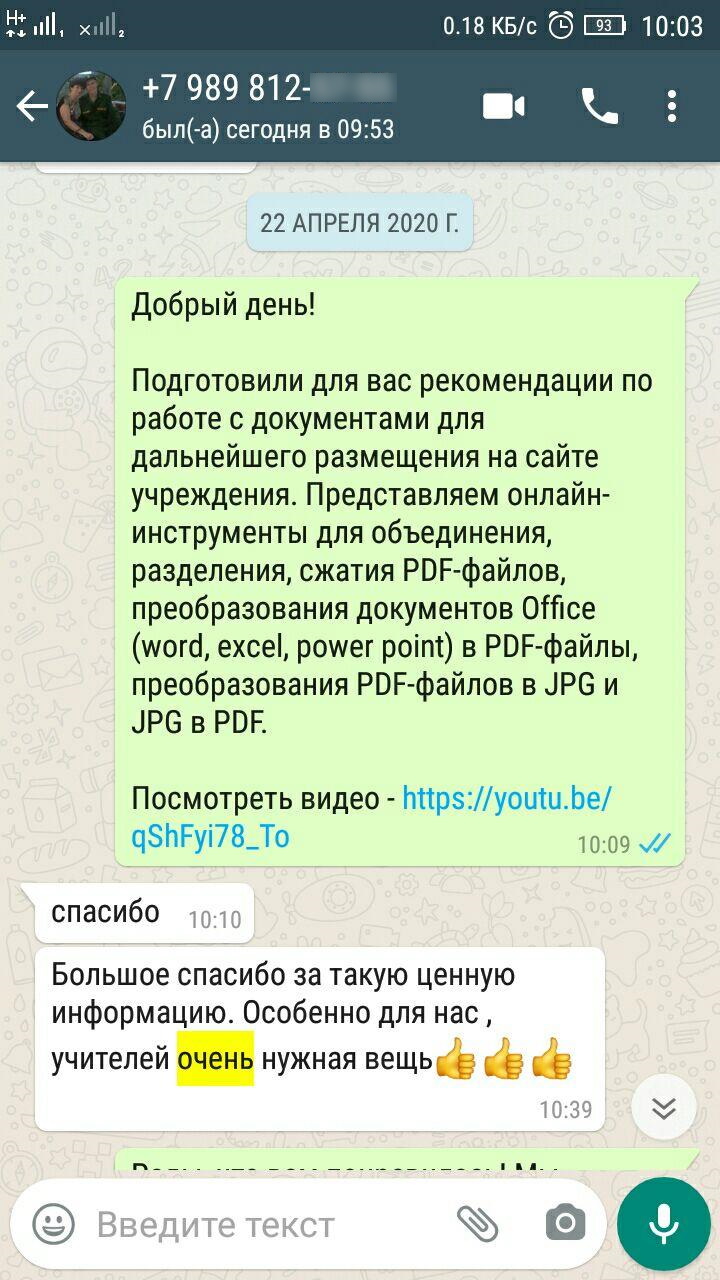 H+ 1 x 2 0.18 КБ/с 93 10:03
+7 989 812-
был(-а) сегодня в 09:53
22 АПРЕЛЯ 2020 Г.
Добрый день!
Подготовили для вас рекомендации по
работе с документами для
дальнейшего размещения на сайте
учреждения. Представляем онлайн-
инструменты для объединения,
разделения, сжатия PDF-файлов,
преобразования документов Office
(word, excel, power point) в PDF-файлы,
преобразования PDF-файлов в JPG и
JPG в PDF.
Посмотреть видео - https://youtu.be/
qShFyi78_To 10:09
спасибо 10:10
Большое спасибо за такую ценную
информацию. Особенно для нас ,
учителей очень нужная вещь👍👍👍
10:39
Введите текст